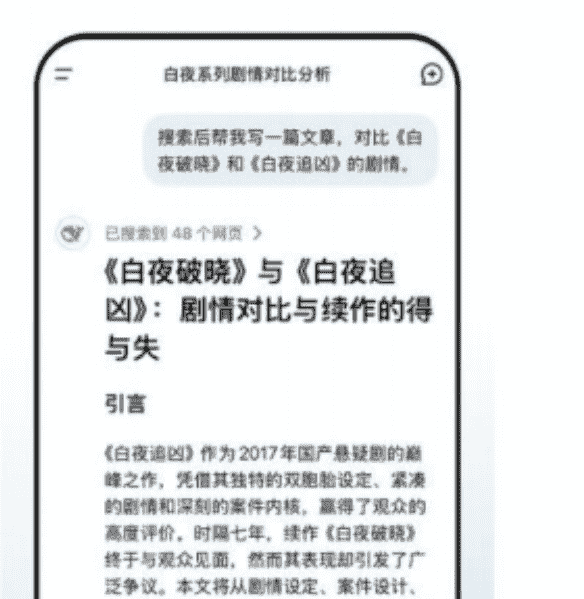 白夜系列剧情对比分析
搜索后帮我写一篇文章，对比《白
夜破晓》和《白夜追凶》的剧情。
已搜索到 48 个网页 >
《白夜破晓》与《白夜追
凶》：剧情对比与续作的得
与失
引言
《白夜追凶》作为2017年国产悬疑剧的巅
峰之作，凭借其独特的双胞胎设定、紧凑
的剧情和深刻的案件内核，赢得了观众的
高度评价。时隔七年，续作《白夜破晓》
终于与观众见面，然而其表现却引发了广
泛争议。本文将从剧情设定、案件设计、